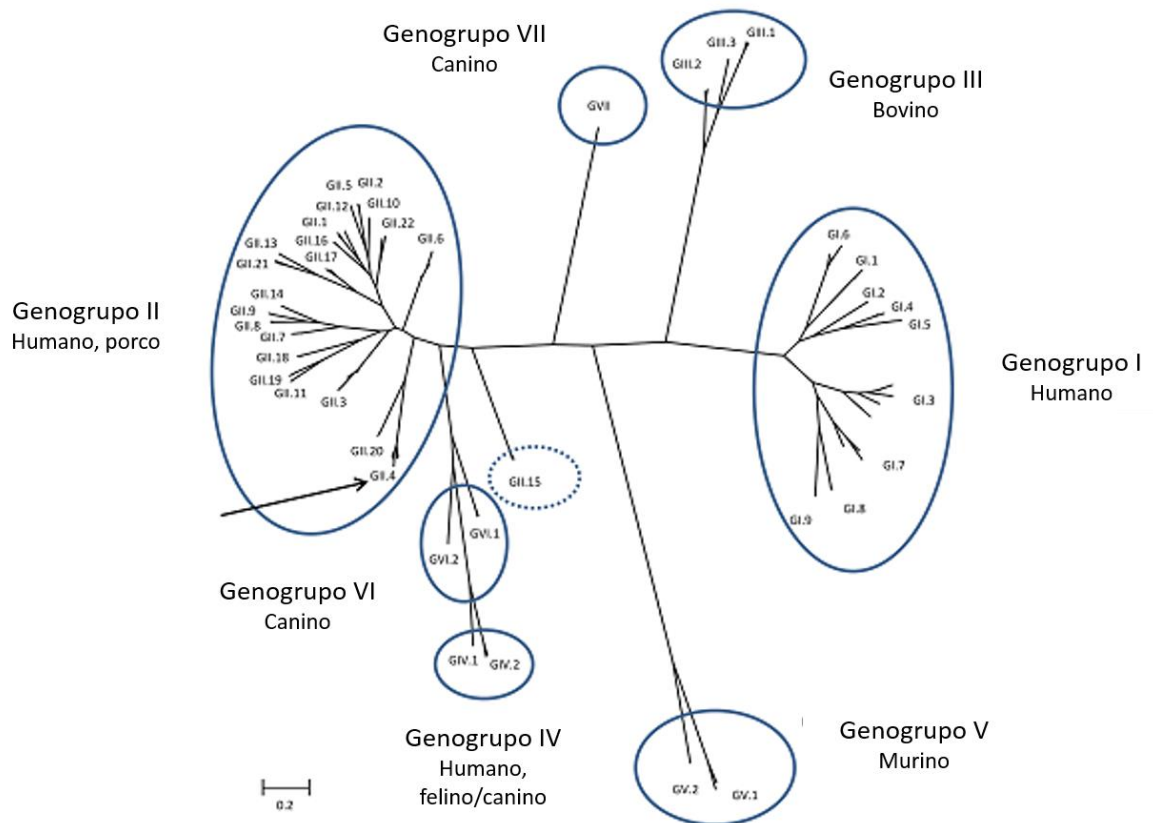 Genogrupo VII
Canino
GVII
GIII.1
GIII.3
GIII.2
Genogrupo III
Bovino
GII.5
GII.2
GII.12
GII.10
GII.1
GII.22
GII.16
GII.6
GII.13
GII.17
GII.21
GII.14
GII.9
GII.8
GII.7
GII.18
GII.19
GII.11
GII.3
GII.20
GII.4
Genogrupo II
Humano, porco
GI.6
GI.1
GI.2
GI.4
GI.5
GI.3
GI.7
GI.8
GI.9
Genogrupo I
Humano
GII.15
GVI.1
GVI.2
Genogrupo VI
Canino
GIV.1
GIV.2
Genogrupo IV
Humano,
felino/canino
Genogrupo V
Murino
GV.2
GV.1
0.2